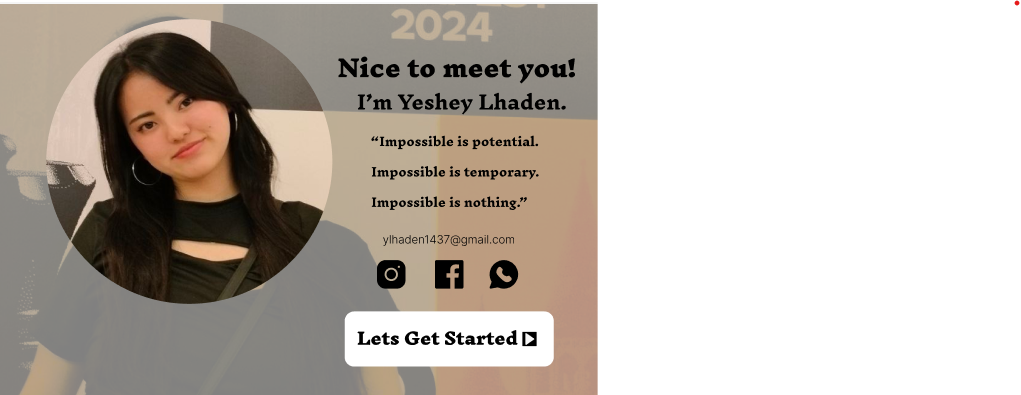 2024
Nice to meet you!
I’m Yeshey Lhaden.
“Impossible is potential.
Impossible is temporary.
Impossible is nothing.”
ylhaden1437@gmail.com
Lets Get Started